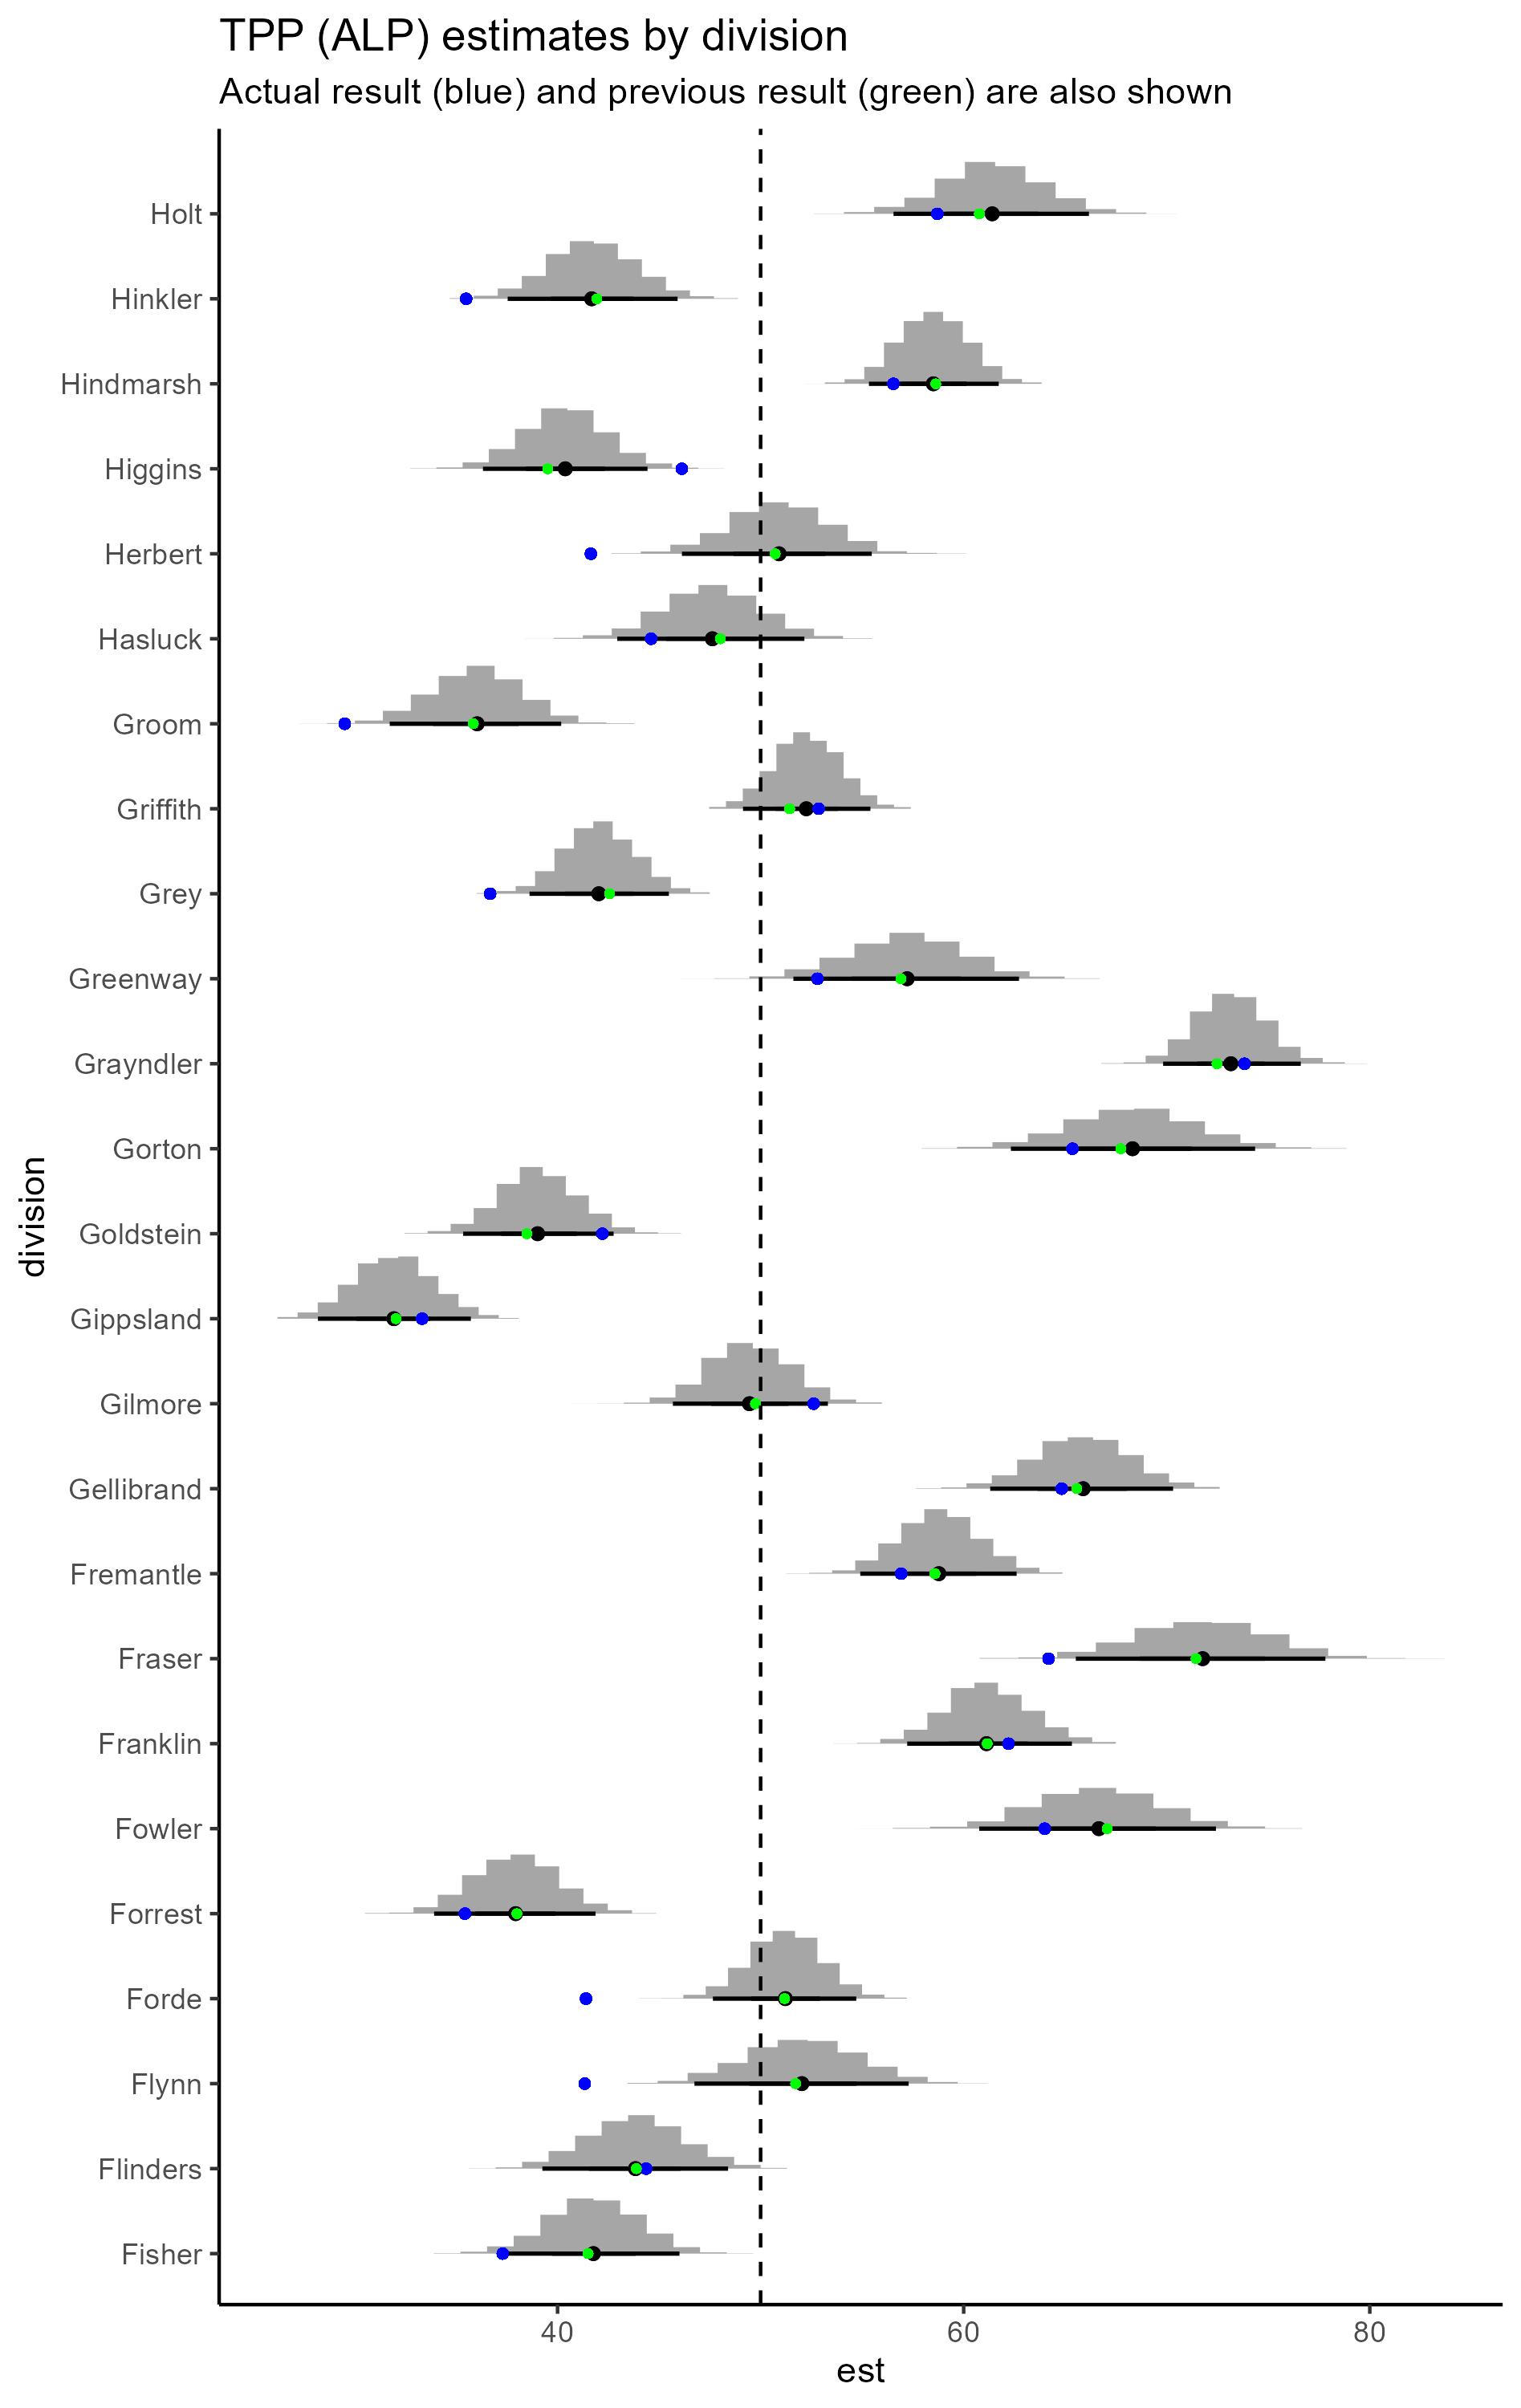 TPP (ALP) estimates by division
Actual result (blue) and previous result (green) are also shown
Holt
Hinkler
Hindmarsh
Higgins
Herbert
Hasluck
Groom
Griffith
Grey
Greenway
Grayndler
Gorton
Goldstein
Gippsland
Gilmore
Gellibrand
Fremantle
Fraser
Franklin
Fowler
Forrest
Forde
Flynn
Flinders
Fisher
division
40 60 80
est